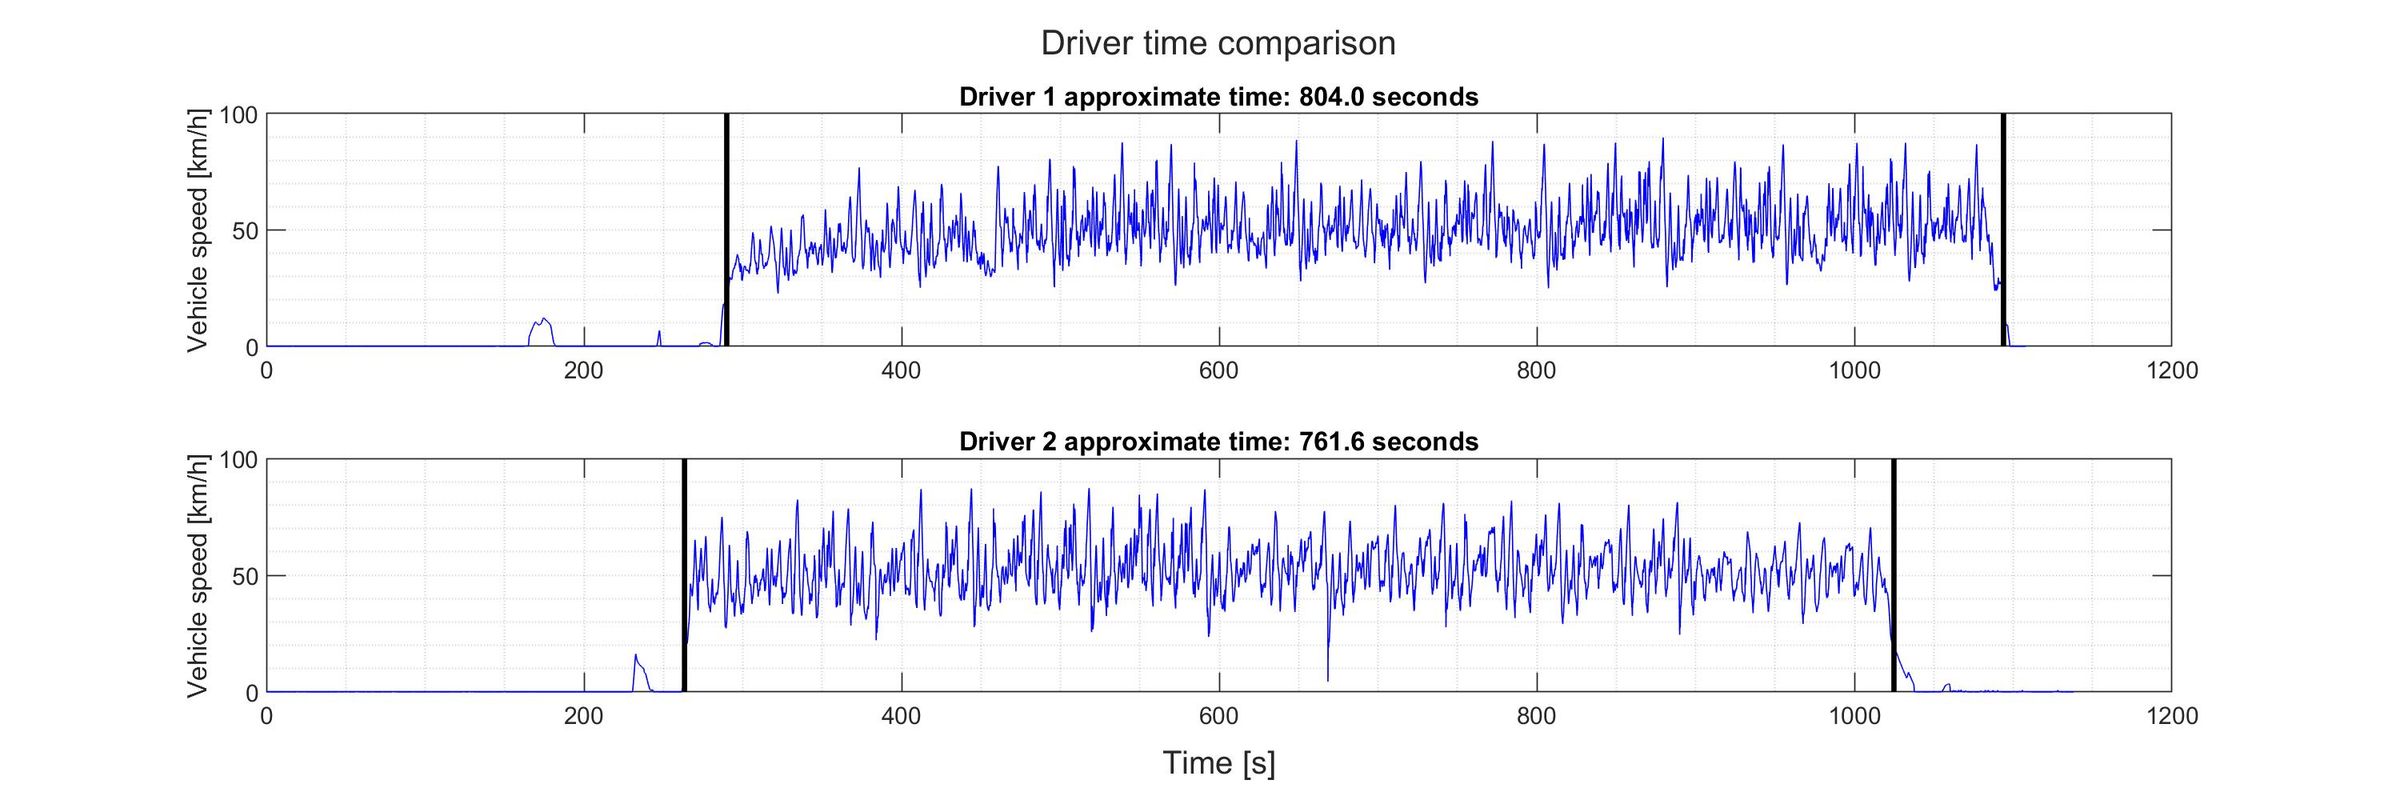 Driver time comparison
Driver 1 approximate time: 804.0 seconds
Vehicle speed [km/h]
100
50
0
0 200 400 600 800 1000 1200
Driver 2 approximate time: 761.6 seconds
Vehicle speed [km/h]
100
50
0
0 200 400 600 800 1000 1200
Time [s]